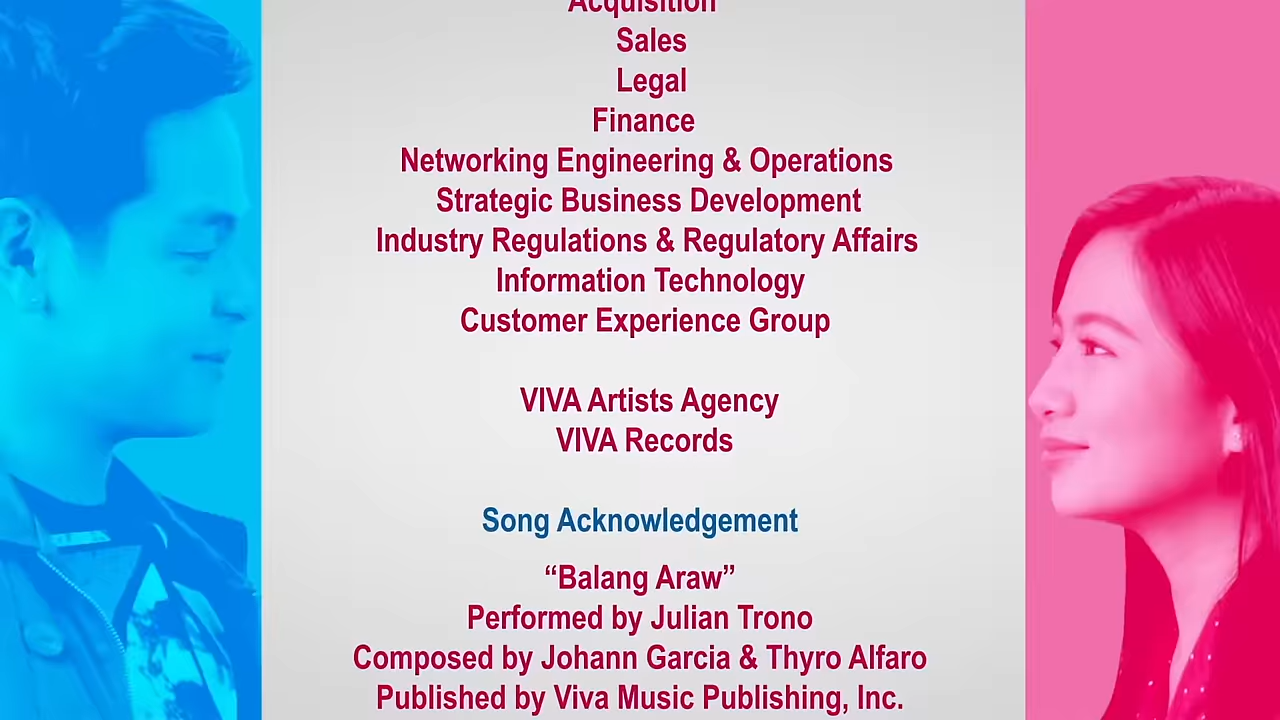 Acquisition
Sales
Legal
Finance
Networking Engineering & Operations
Strategic Business Development
Industry Regulations & Regulatory Affairs
Information Technology
Customer Experience Group
VIVA Artists Agency
VIVA Records
Song Acknowledgement
“Balang Araw”
Performed by Julian Trono
Composed by Johann Garcia & Thyro Alfaro
Published by Viva Music Publishing, Inc.